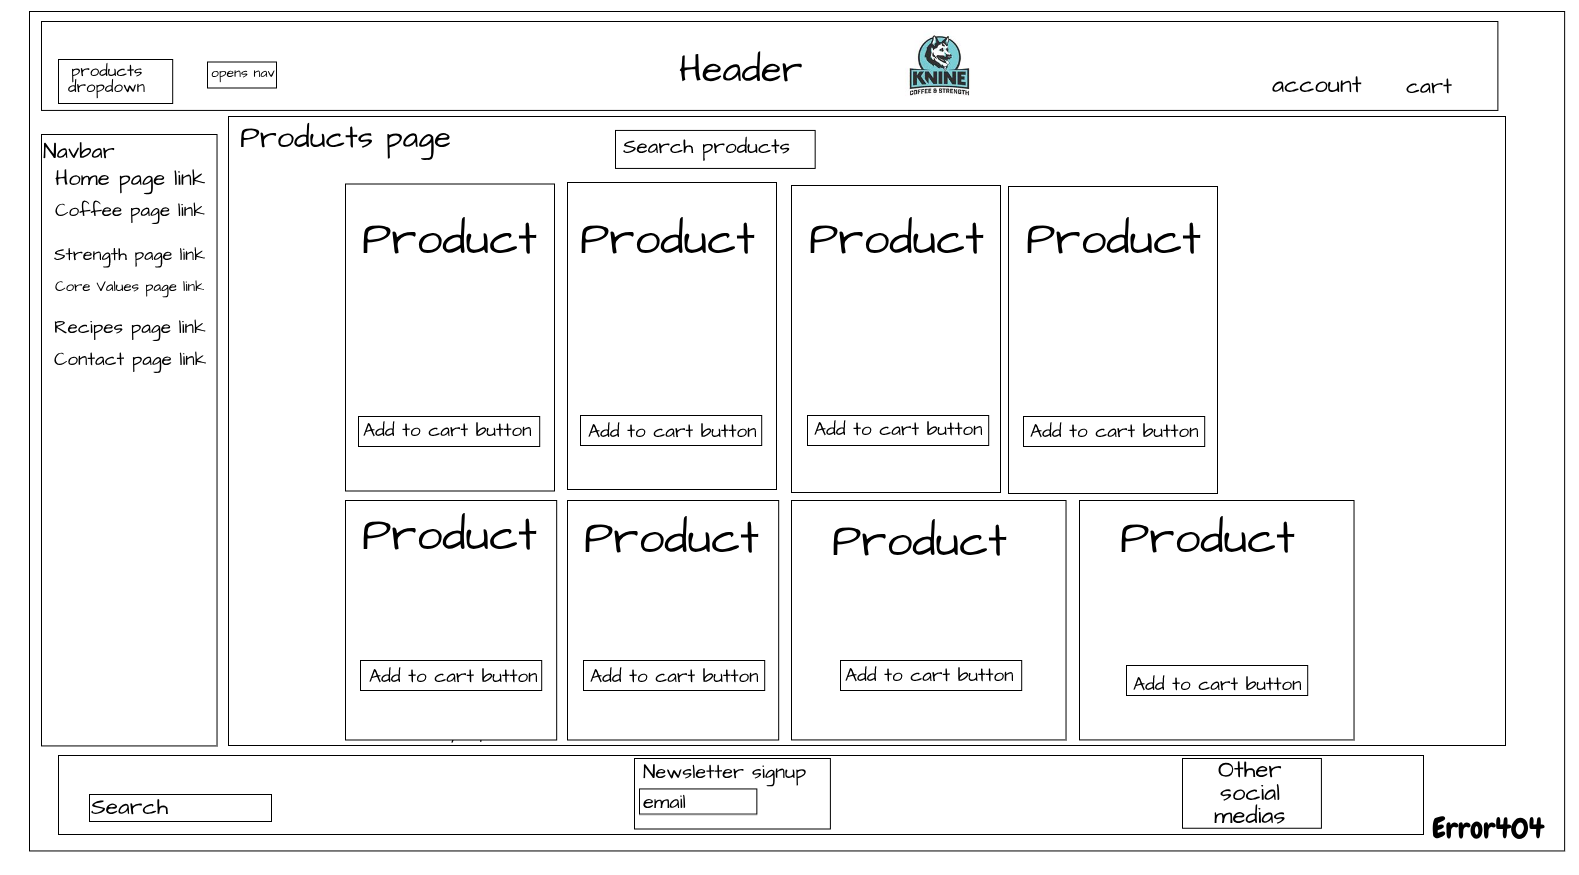 products
dropdown
opens nav
Header
KNINE
COFFEE & STRENGTH
account
cart
Navbar
Home page link
Coffee page link
Strength page link
Core Values page link
Recipes page link
Contact page link
Products page
Search products
Product
Product
Product
Product
Add to cart button
Add to cart button
Add to cart button
Add to cart button
Product
Product
Product
Product
Add to cart button
Add to cart button
Add to cart button
Add to cart button
Search
Newsletter signup
email
Other
social
medias
Error404